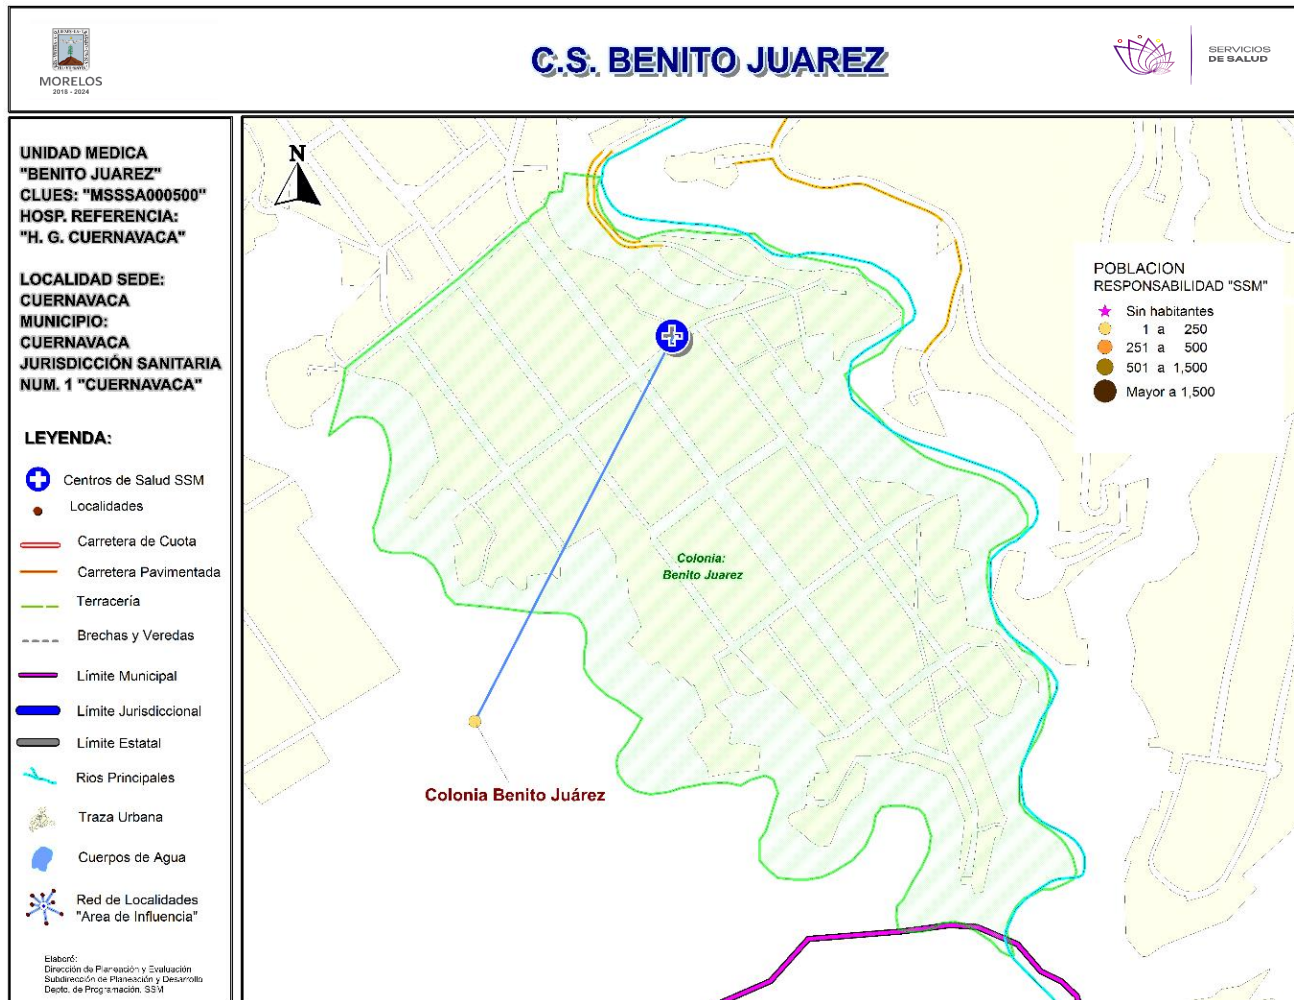 MORELOS
2018 - 2024
C.S. BENITO JUAREZ
SERVICIOS
DE SALUD
UNIDAD MEDICA
"BENITO JUAREZ"
CLUES: "MSSSA000500"
HOSP. REFERENCIA:
"H. G. CUERNAVACA"
LOCALIDAD SEDE:
CUERNAVACA
MUNICIPIO:
CUERNAVACA
JURISDICCIÓN SANITARIA
NUM. 1 "CUERNAVACA"
LEYENDA:
Centros de Salud SSM
Localidades
Carretera de Cuota
Carretera Pavimentada
Terracería
Brechas y Veredas
Límite Municipal
Límite Jurisdiccional
Límite Estatal
Rios Principales
Traza Urbana
Cuerpos de Agua
Red de Localidades
"Area de Influencia"
Elaboró:
Dirección de Planeación y Evaluación
Subdirección de Planeación y Desarrollo
Depto. de Programación, SSM
N
POBLACION
RESPONSABILIDAD "SSM"
Sin habitantes
1 a 250
251 a 500
501 a 1,500
Mayor a 1,500
Colonia:
Benito Juarez
Colonia Benito Juárez